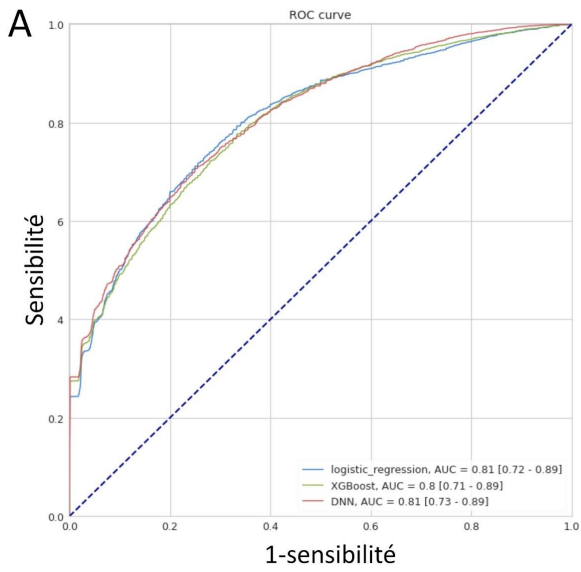 A
ROC curve
1.0
0.8
6
4
0.2
0.0
Sensibilité
0.0 0.2 0.4 0.6 0.8 1.0
1-sensibilité
logistic_regression, AUC = 0.81 [0.72 - 0.89]
XGBoost, AUC = 0.8 [0.71 - 0.89]
DNN, AUC = 0.81 [0.73 - 0.89]